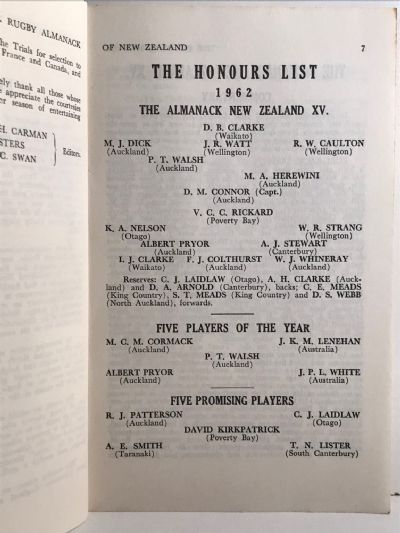 RUGBY ALMANACK
he Trials for selection to
France and Canada, and
ely thank all those whose
e appreciate the courtesies
er season of entertaining
H. CARMAN
STERS
C. SWAN
Editors.
OF NEW ZEALAND 7
THE HONOURS LIST
1962
THE ALMANACK NEW ZEALAND XV.
D. B. CLARKE
(Waikato)
M. J. DICK J. R. WATT R. W. CAULTON
(Auckland) (Wellington) (Wellington)
P. T. WALSH
(Auckland)
M. A. HEREWINI
(Auckland)
D. M. CONNOR (Capt.)
(Auckland)
V. C. C. RICKARD
(Poverty Bay)
K. A. NELSON W. R. STRANG
(Otago) (Wellington)
ALBERT PRYOR A. J. STEWART
(Auckland) (Canterbury)
I. J. CLARKE F. J. COLTHURST W. J. WHINERAY
(Waikato) (Auckland) (Auckland)
Reserves: C. J. LAIDLAW (Otago), A. H. CLARKE (Auck-
land) and D. A. ARNOLD (Canterbury), backs; C. E. MEADS
(King Country), S. T. MEADS (King Country) and D. S. WEBB
(North Auckland), forwards.
FIVE PLAYERS OF THE YEAR
M. C. M. CORMACK J. K. M. LENEHAN
(Auckland) (Australia)
P. T. WALSH
(Auckland)
ALBERT PRYOR J. P. L. WHITE
(Auckland) (Australia)
FIVE PROMISING PLAYERS
R. J. PATTERSON C. J. LAIDLAW
(Auckland) (Otago)
DAVID KIRKPATRICK
(Poverty Bay)
A. E. SMITH T. N. LISTER
(Taranaki) (South Canterbury)